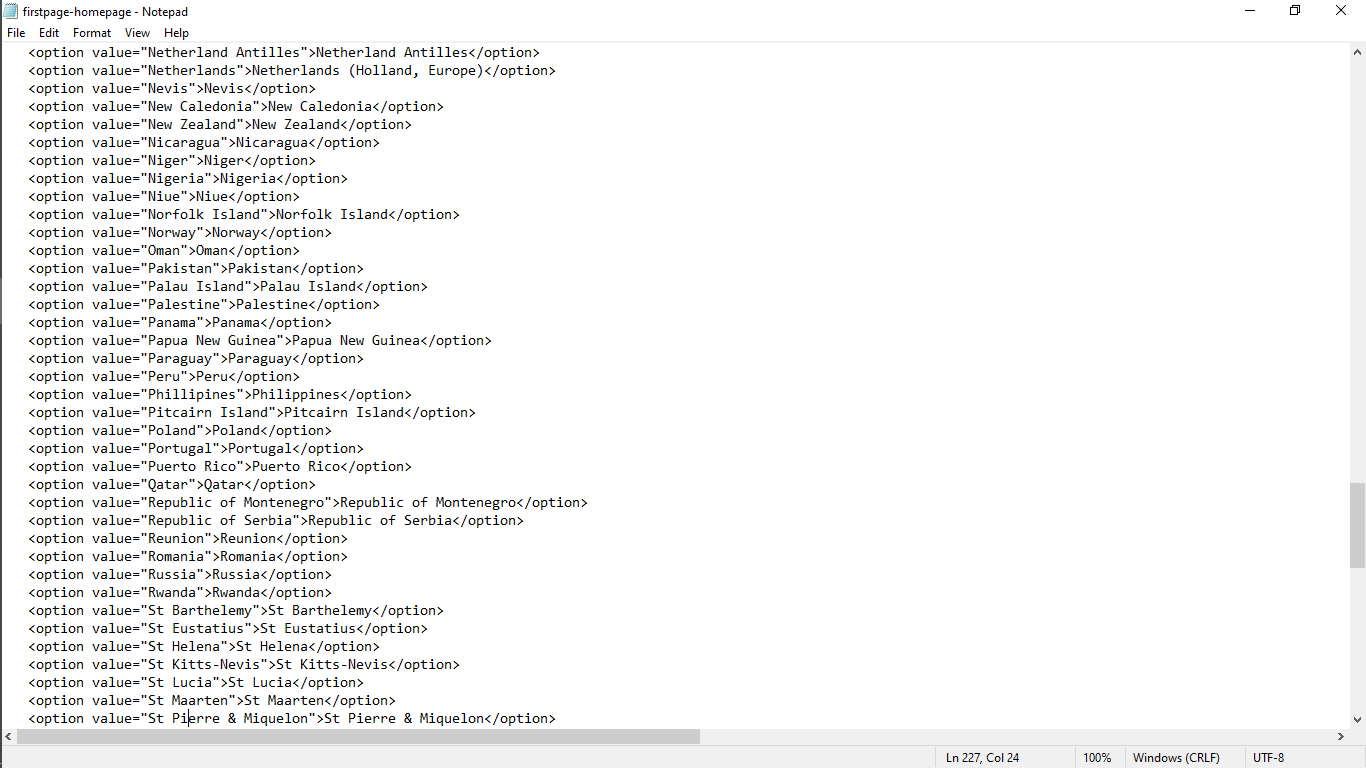 firstpage-homepage - Notepad
File Edit Format View Help
<option value="Netherland Antilles">Netherland Antilles</option>
<option value="Netherlands">Netherlands (Holland, Europe)</option>
<option value="Nevis">Nevis</option>
<option value="New Caledonia">New Caledonia</option>
<option value="New Zealand">New Zealand</option>
<option value="Nicaragua">Nicaragua</option>
<option value="Niger">Niger</option>
<option value="Nigeria">Nigeria</option>
<option value="Niue">Niue</option>
<option value="Norfolk Island">Norfolk Island</option>
<option value="Norway">Norway</option>
<option value="Oman">Oman</option>
<option value="Pakistan">Pakistan</option>
<option value="Palau Island">Palau Island</option>
<option value="Palestine">Palestine</option>
<option value="Panama">Panama</option>
<option value="Papua New Guinea">Papua New Guinea</option>
<option value="Paraguay">Paraguay</option>
<option value="Peru">Peru</option>
<option value="Phillipines">Philippines</option>
<option value="Pitcairn Island">Pitcairn Island</option>
<option value="Poland">Poland</option>
<option value="Portugal">Portugal</option>
<option value="Puerto Rico">Puerto Rico</option>
<option value="Qatar">Qatar</option>
<option value="Republic of Montenegro">Republic of Montenegro</option>
<option value="Republic of Serbia">Republic of Serbia</option>
<option value="Reunion">Reunion</option>
<option value="Romania">Romania</option>
<option value="Russia">Russia</option>
<option value="Rwanda">Rwanda</option>
<option value="St Barthelemy">St Barthelemy</option>
<option value="St Eustatius">St Eustatius</option>
<option value="St Helena">St Helena</option>
<option value="St Kitts-Nevis">St Kitts-Nevis</option>
<option value="St Lucia">St Lucia</option>
<option value="St Maarten">St Maarten</option>
<option value="St Pierre & Miquelon">St Pierre & Miquelon</option>
Ln 227, Col 24 100% Windows (CRLF) UTF-8